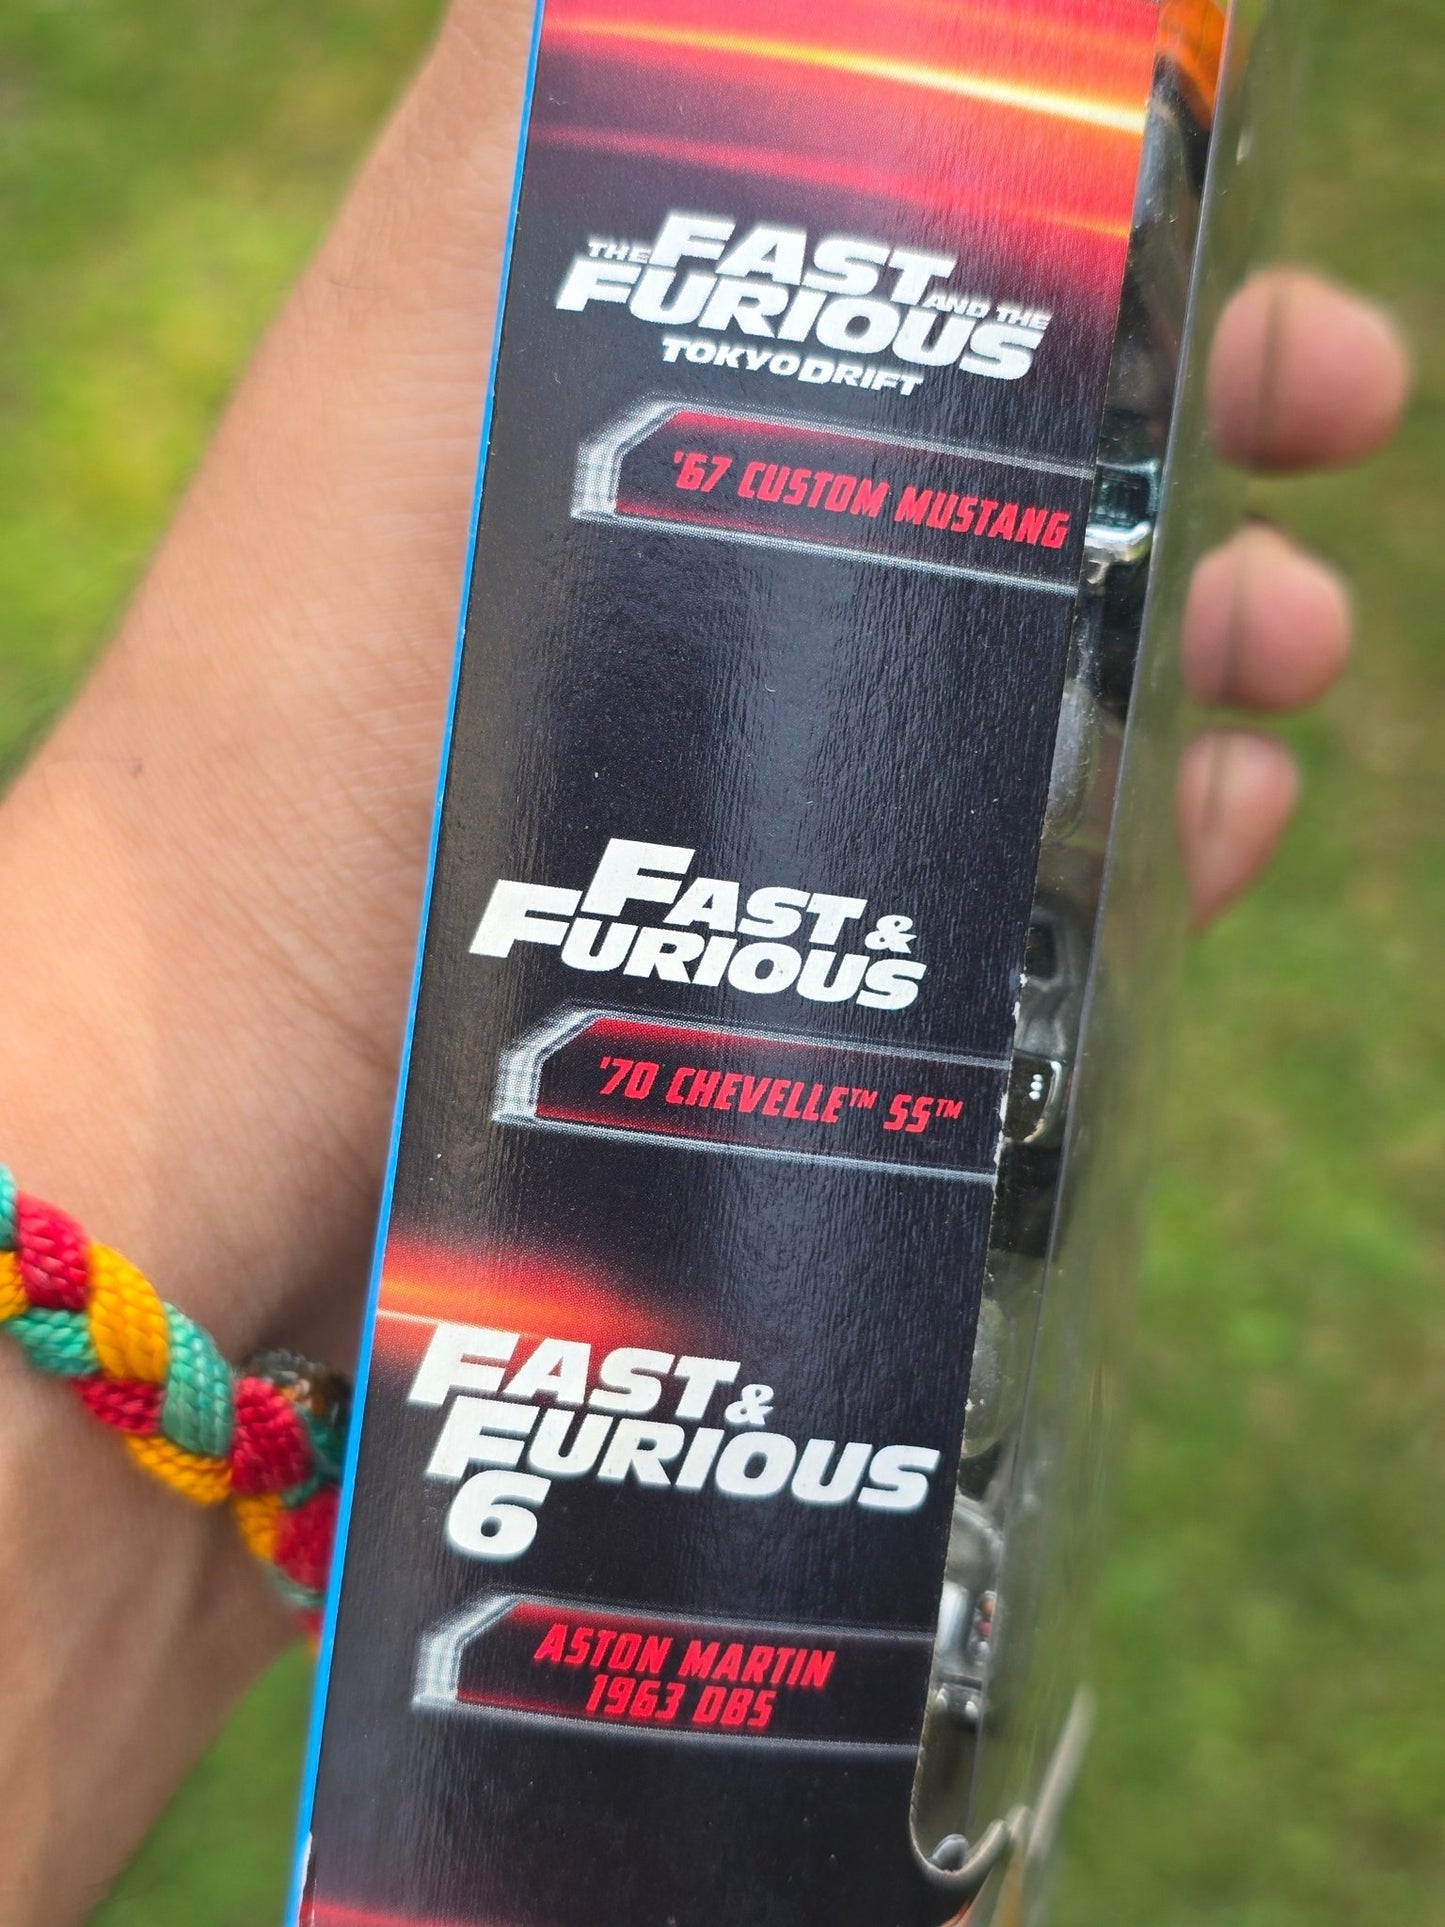 THE FAST AND THE
FURIOUS
TOKYO DRIFT
'67 CUSTOM MUSTANG
FAST &
FURIOUS
'70 CHEVELLE™ SS™
FAST &
FURIOUS
6
ASTON MARTIN
1963 DB5